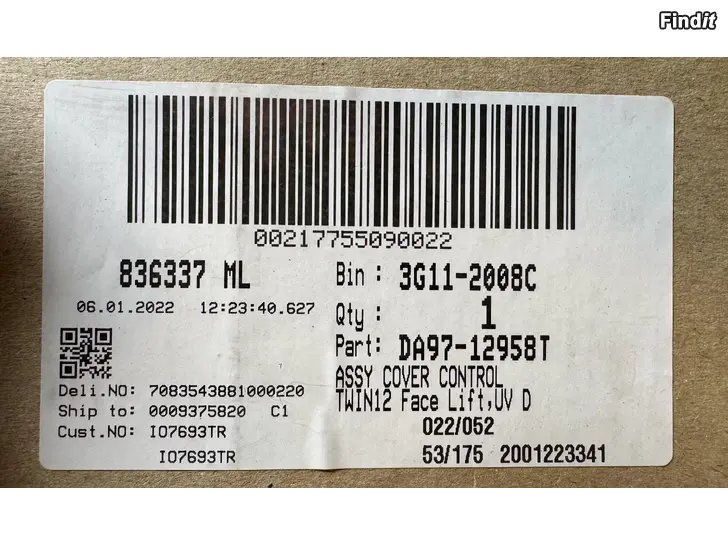 Findit
002177550900​22
836337 ML
06.01.2022 12:23:40.627
Bin : 3G11-2008C
Qty : 1
Part: DA97-12958T
ASSY COVER CONTROL
TWIN12 Face Lift,UV D
Deli.NO: 7083543881000220
Ship to: 0009375820 C1
Cust.NO: IO7693TR
IO7693TR
022/052
53/175 2001223341